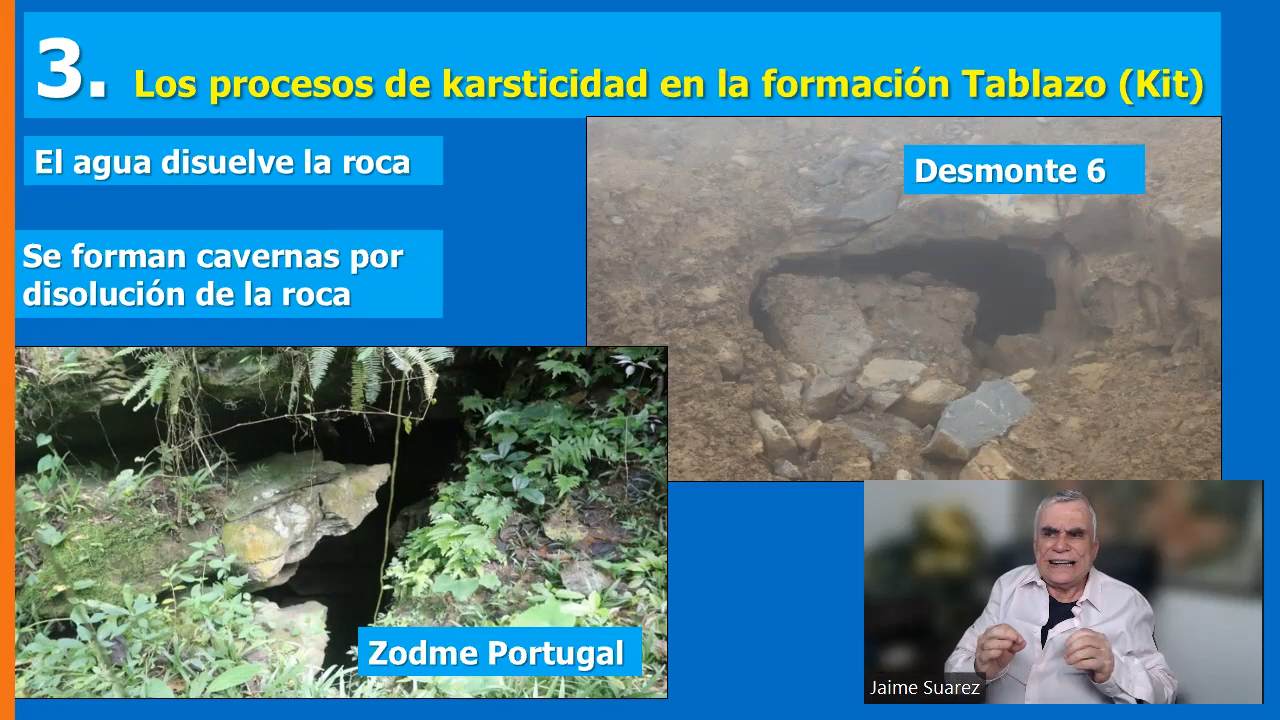 3. Los procesos de karsticidad en la formación Tablazo (Kit)
El agua disuelve la roca
Desmonte 6
Se forman cavernas por
disolución de la roca
Zodme Portugal
Jaime Suarez